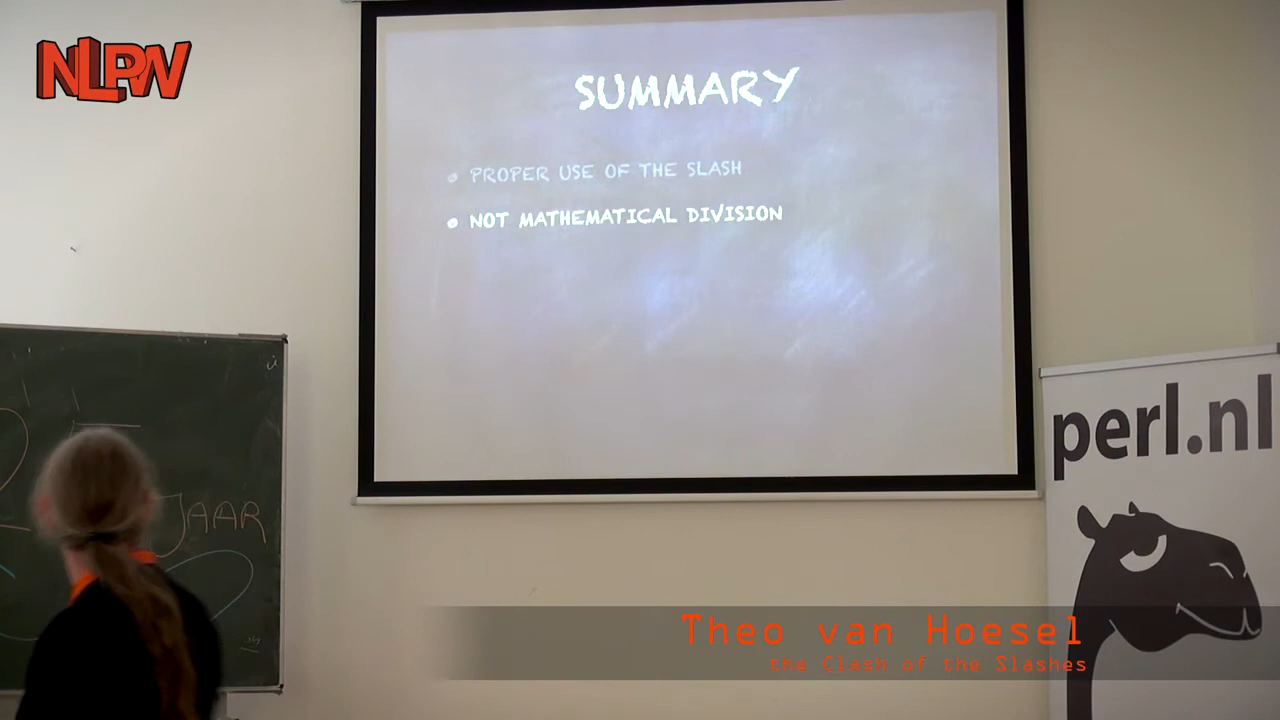 NLPW
SUMMARY
PROPER USE OF THE SLASH
NOT MATHEMATICAL DIVISION
JAAR
perl.nl
Theo van Hoesel
the Clash of the Slashes